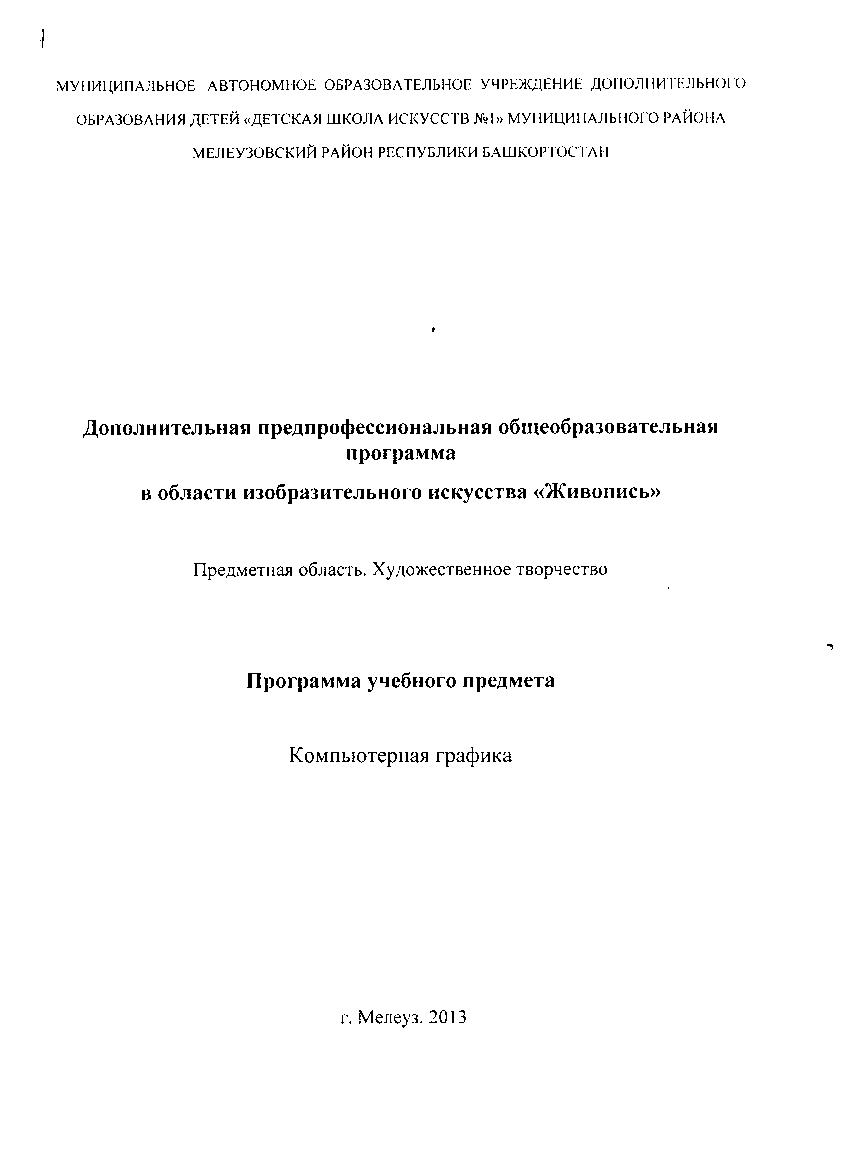 МУНИЦИПАЛЬНОЕ АВТОНОМНОЕ ОБРАЗОВАТЕЛЬНОЕ УЧРЕЖДЕНИЕ ДОПОЛНИТЕЛЬНОГО
ОБРАЗОВАНИЯ ДЕТЕЙ «ДЕТСКАЯ ШКОЛА ИСКУССТВ №1» МУНИЦИПАЛЬНОГО РАЙОНА
МЕЛЕУЗОВСКИЙ РАЙОН РЕСПУБЛИКИ БАШКОРТОСТАН
Дополнительная предпрофессиональная общеобразовательная
программа
в области изобразительного искусства «Живопись»
Предметная область. Художественное творчество
Программа учебного предмета
Компьютерная графика
г. Мелеуз. 2013